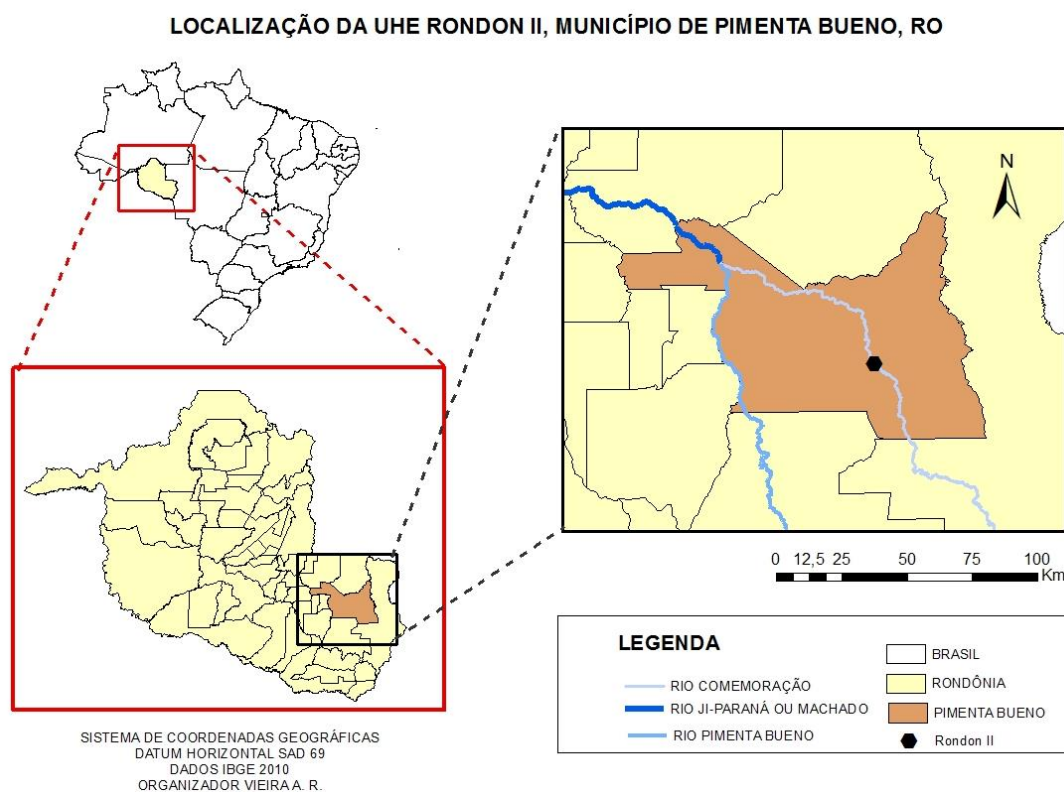 LOCALIZAÇÃO DA UHE RONDON II, MUNICÍPIO DE PIMENTA BUENO, RO
N
0 12,5 25 50 75 100
Km
LEGENDA
RIO COMEMORAÇÃO
RIO JI-PARANÁ OU MACHADO
RIO PIMENTA BUENO
BRASIL
RONDÔNIA
PIMENTA BUENO
Rondon II
SISTEMA DE COORDENADAS GEOGRÁFICAS
DATUM HORIZONTAL SAD 69
DADOS IBGE 2010
ORGANIZADOR VIEIRA A. R.